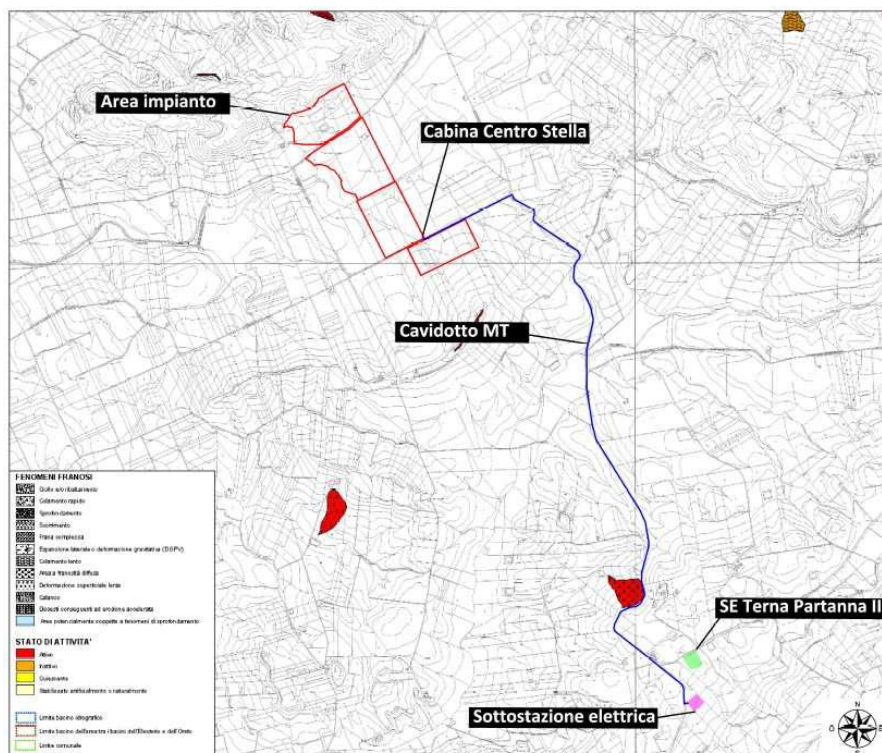 Area impianto
Cabina Centro Stella
Cavidotto MT
FENOMENI FRANOSI
Crollo e/o ribaltamento
Colamento rapido
Sprofondamento
Scorrimento
Frana complessa
Espansione laterale o deformazione gravitativa (DGPV)
Colamento lento
Area a franosità diffusa
Deformazione superficiale lenta
Calanco
Dissesti conseguenti ad erosione accelerata
Area potenzialmente soggetta a fenomeni di sprofondamento
SE Terna Partanna II
STATO DI ATTIVITA'
Attivo
Inattivo
Quiescente
Stabilizzato artificialmente o naturalmente
Sottostazione elettrica
Limite bacino idrografico
Limite comunale
N
O
E
S